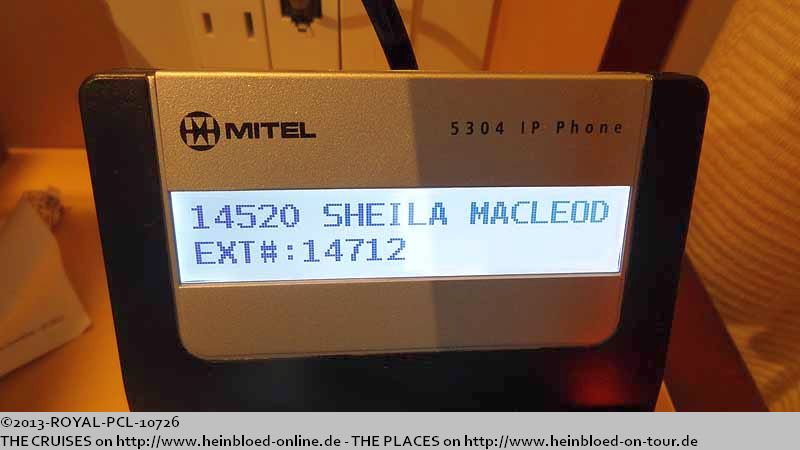 MITEL 5304 IP Phone
14520 SHEILA MACLEOD
EXT#:14712
©2013-ROYAL-PCL-10726
THE CRUISES on http://www.heinbloed-online.de - THE PLACES on http://www.heinbloed-on-tour.de